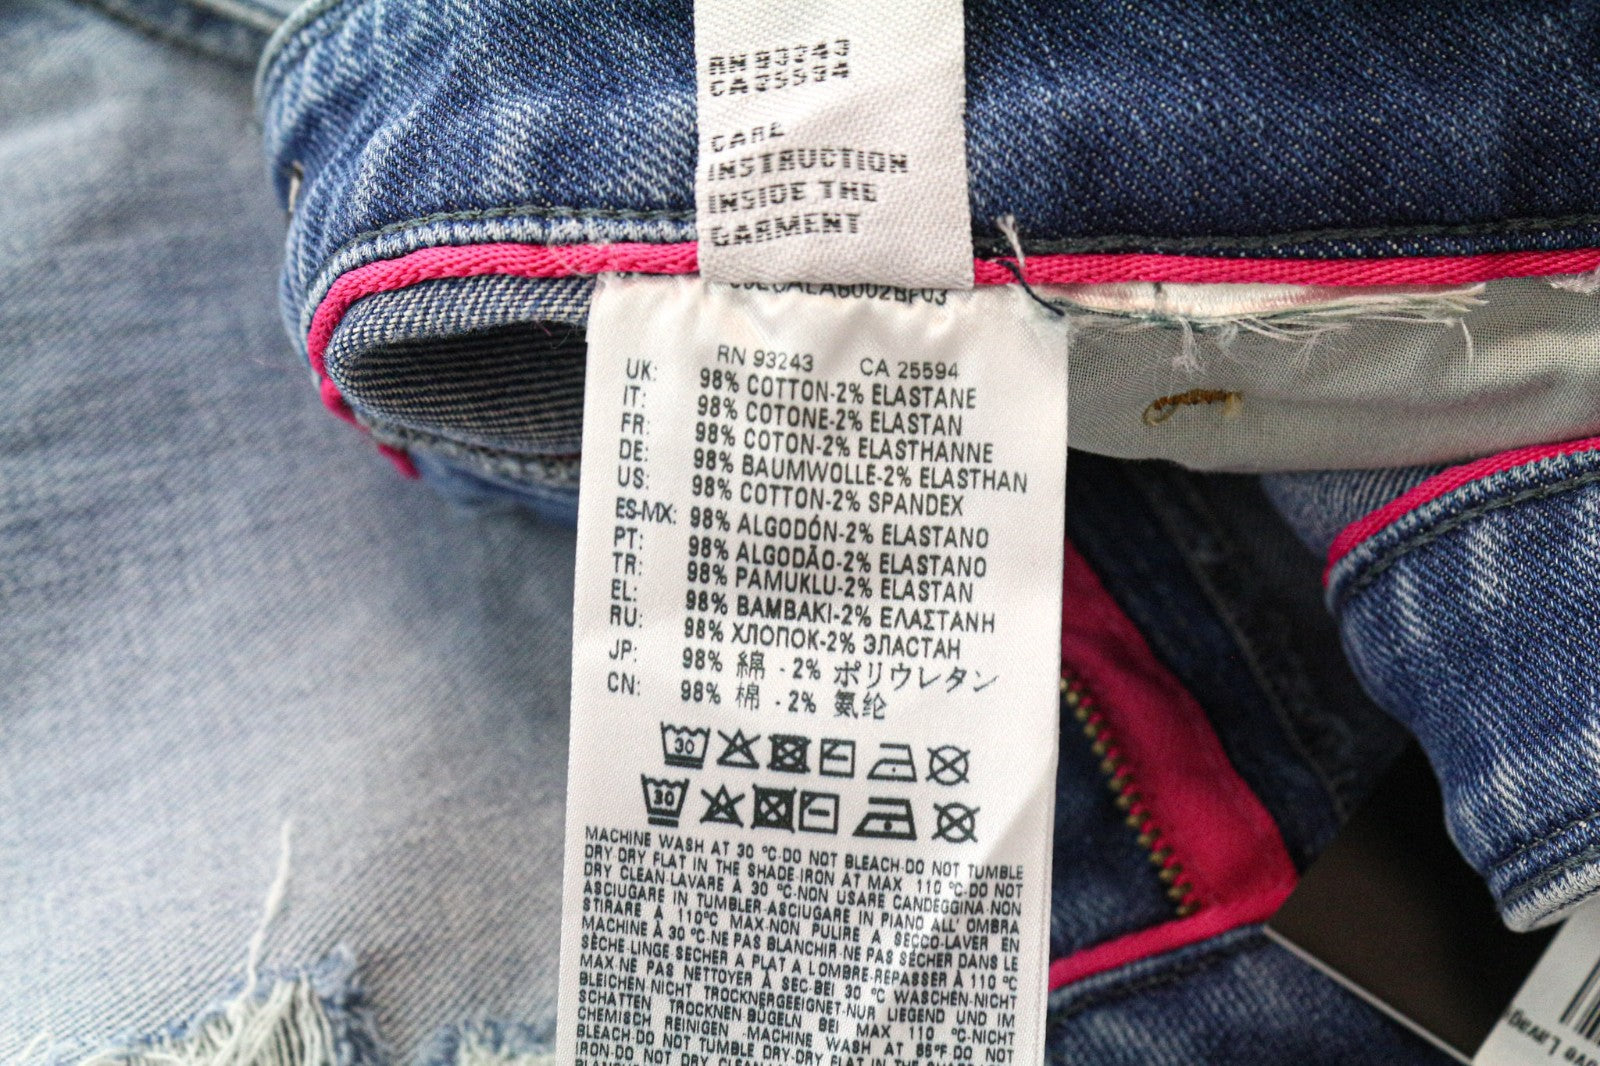 RN 93243
CA 25594
CARE
INSTRUCTION
INSIDE THE
GARMENT
RN 93243 CA 25594
UK: 98% COTTON-2% ELASTANE
IT: 98% COTONE-2% ELASTAN
FR: 98% COTON-2% ELASTHANNE
DE: 98% BAUMWOLLE-2% ELASTHAN
US: 98% COTTON-2% SPANDEX
ES-MX: 98% ALGODÓN-2% ELASTANO
PT: 98% ALGODÃO-2% ELASTANO
TR: 98% PAMUKLU-2% ELASTAN
EL: 98% ΒΑΜΒΑΚΙ-2% ΕΛΑΣΤΑΝΗ
RU: 98% ХЛОПОК-2% ЭЛАСТАН
JP: 98% 綿 - 2% ポリウレタン
CN: 98% 棉 - 2% 氨纶
30
30
MACHINE WASH AT 30 °C-DO NOT BLEACH-DO NOT TUMBLE
DRY-DRY FLAT IN THE SHADE-IRON AT MAX 110 °C-DO NOT
DRY CLEAN-LAVARE À 30 °C-NON USARE CANDEGGINA-NON
ASCIUGARE IN TUMBLER-ASCIUGARE IN PIANO ALL' OMBRA
STIRARE À 110°C MAX-NON PULIRE A SECCO-LAVER EN
MACHINE À 30 °C-NE PAS BLANCHIR-NE PAS SÉCHER DANS LE
SÈCHE-LINGE SÉCHER A PLAT A L OMBRE-REPASSER À 110 °C
MAX-NE PAS NETTOYER À SEC-BEI 30 °C WASCHEN-NICHT
BLEICHEN NICHT TROCKNERGEEIGNET-NUR LIEGEND UND IM
SCHATTEN TROCKNEN-BÜGELN BEI MAX 110 °C-NICHT
CHEMISCH REINIGEN -MACHINE WASH AT 86°F-DO NOT
BLEACH-DO NOT TUMBLE DRY-DRY FLAT IN THE SHADE
IRON-DO NOT DRY CLEAN